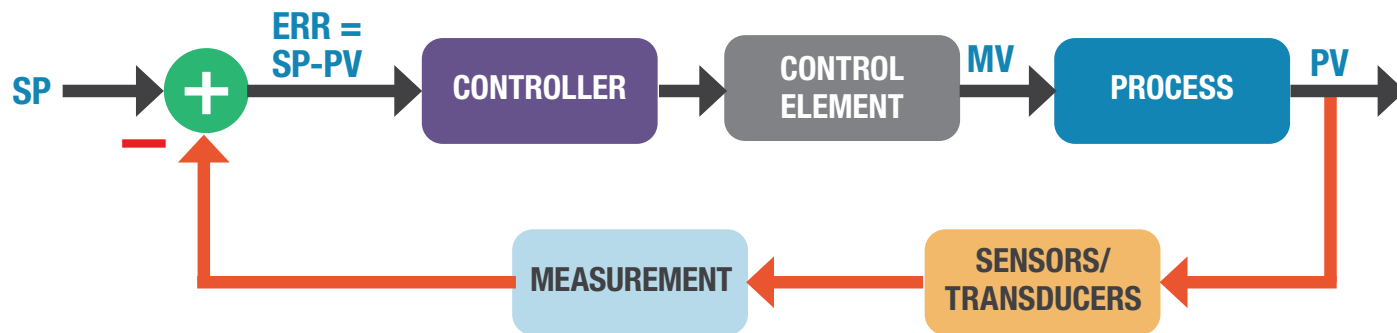 SP
+
−
ERR =
SP-PV
CONTROLLER
CONTROL
ELEMENT
MV
PROCESS
PV
MEASUREMENT
SENSORS/
TRANSDUCERS